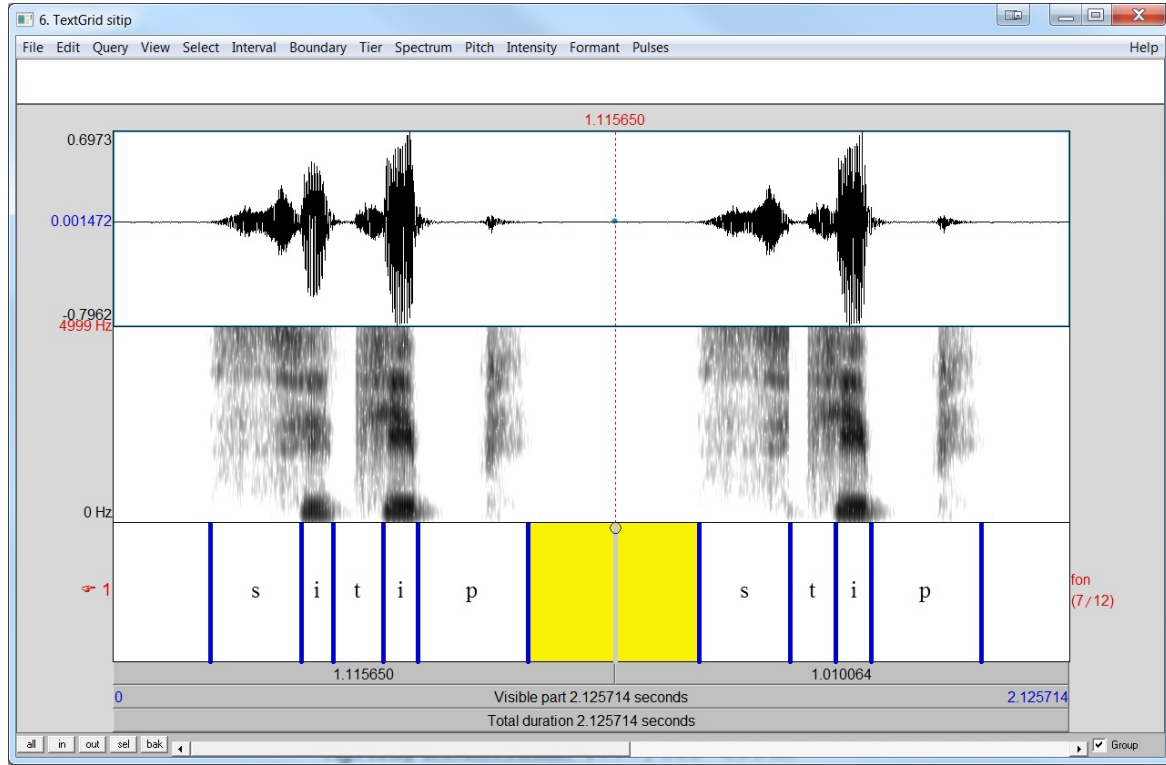 6. TextGrid sitip
File Edit Query View Select Interval Boundary Tier Spectrum Pitch Intensity Formant Pulses Help
1.115650
0.6973
0.001472
-0.7962
4999 Hz
0 Hz
1
s i t i p s t i p
fon
(7/12)
1.115650 1.010064
0 Visible part 2.125714 seconds 2.125714
Total duration 2.125714 seconds
all in out sel bak Group